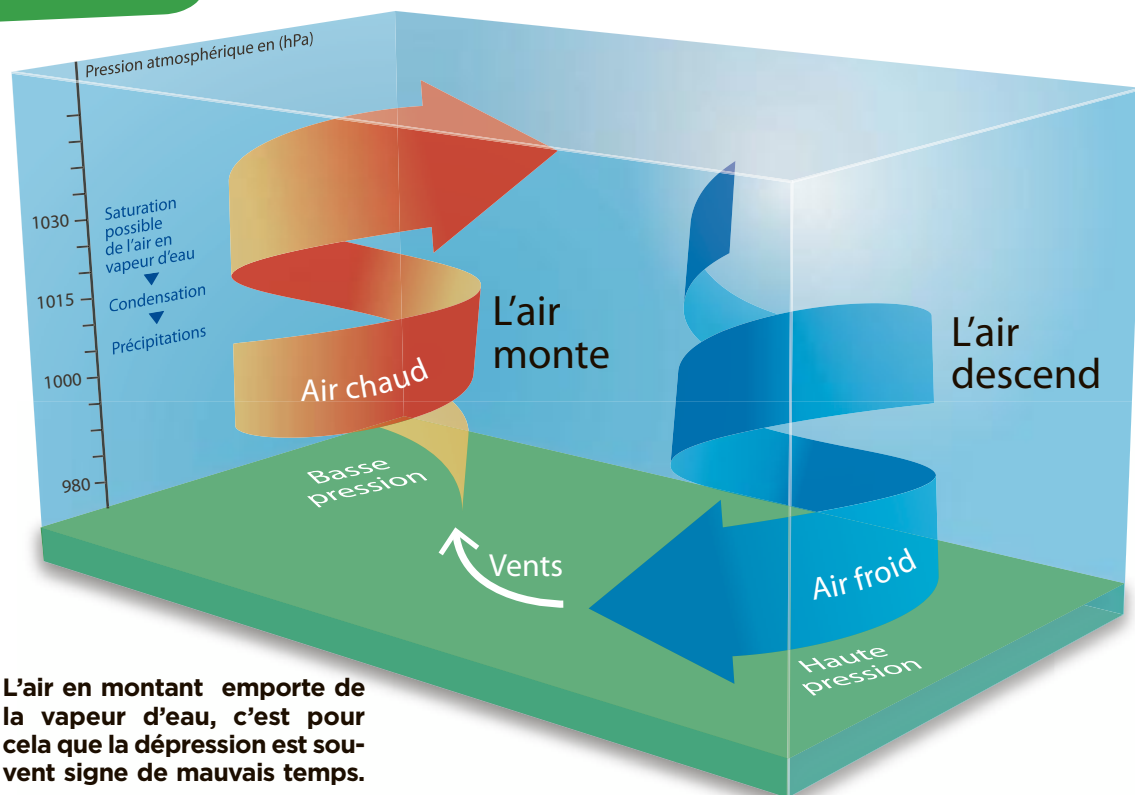 Pression atmosphérique en (hPa)
1030
1015
1000
980
Saturation
possible
de l'air en
vapeur d'eau
Condensation
Précipitations
Air chaud
L'air
monte
L'air
descend
Basse
pression
Vents
Air froid
Haute
pression
L'air en montant emporte de
la vapeur d'eau, c'est pour
cela que la dépression est sou-
vent signe de mauvais temps.